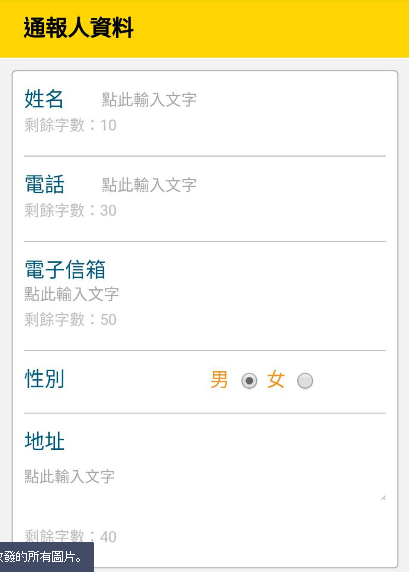 通報人資料
姓名 點此輸入文字
剩餘字數：10
電話 點此輸入文字
剩餘字數：30
電子信箱
點此輸入文字
剩餘字數：50
性別 男 女
地址
點此輸入文字
剩餘字數：40
發的所有圖片。